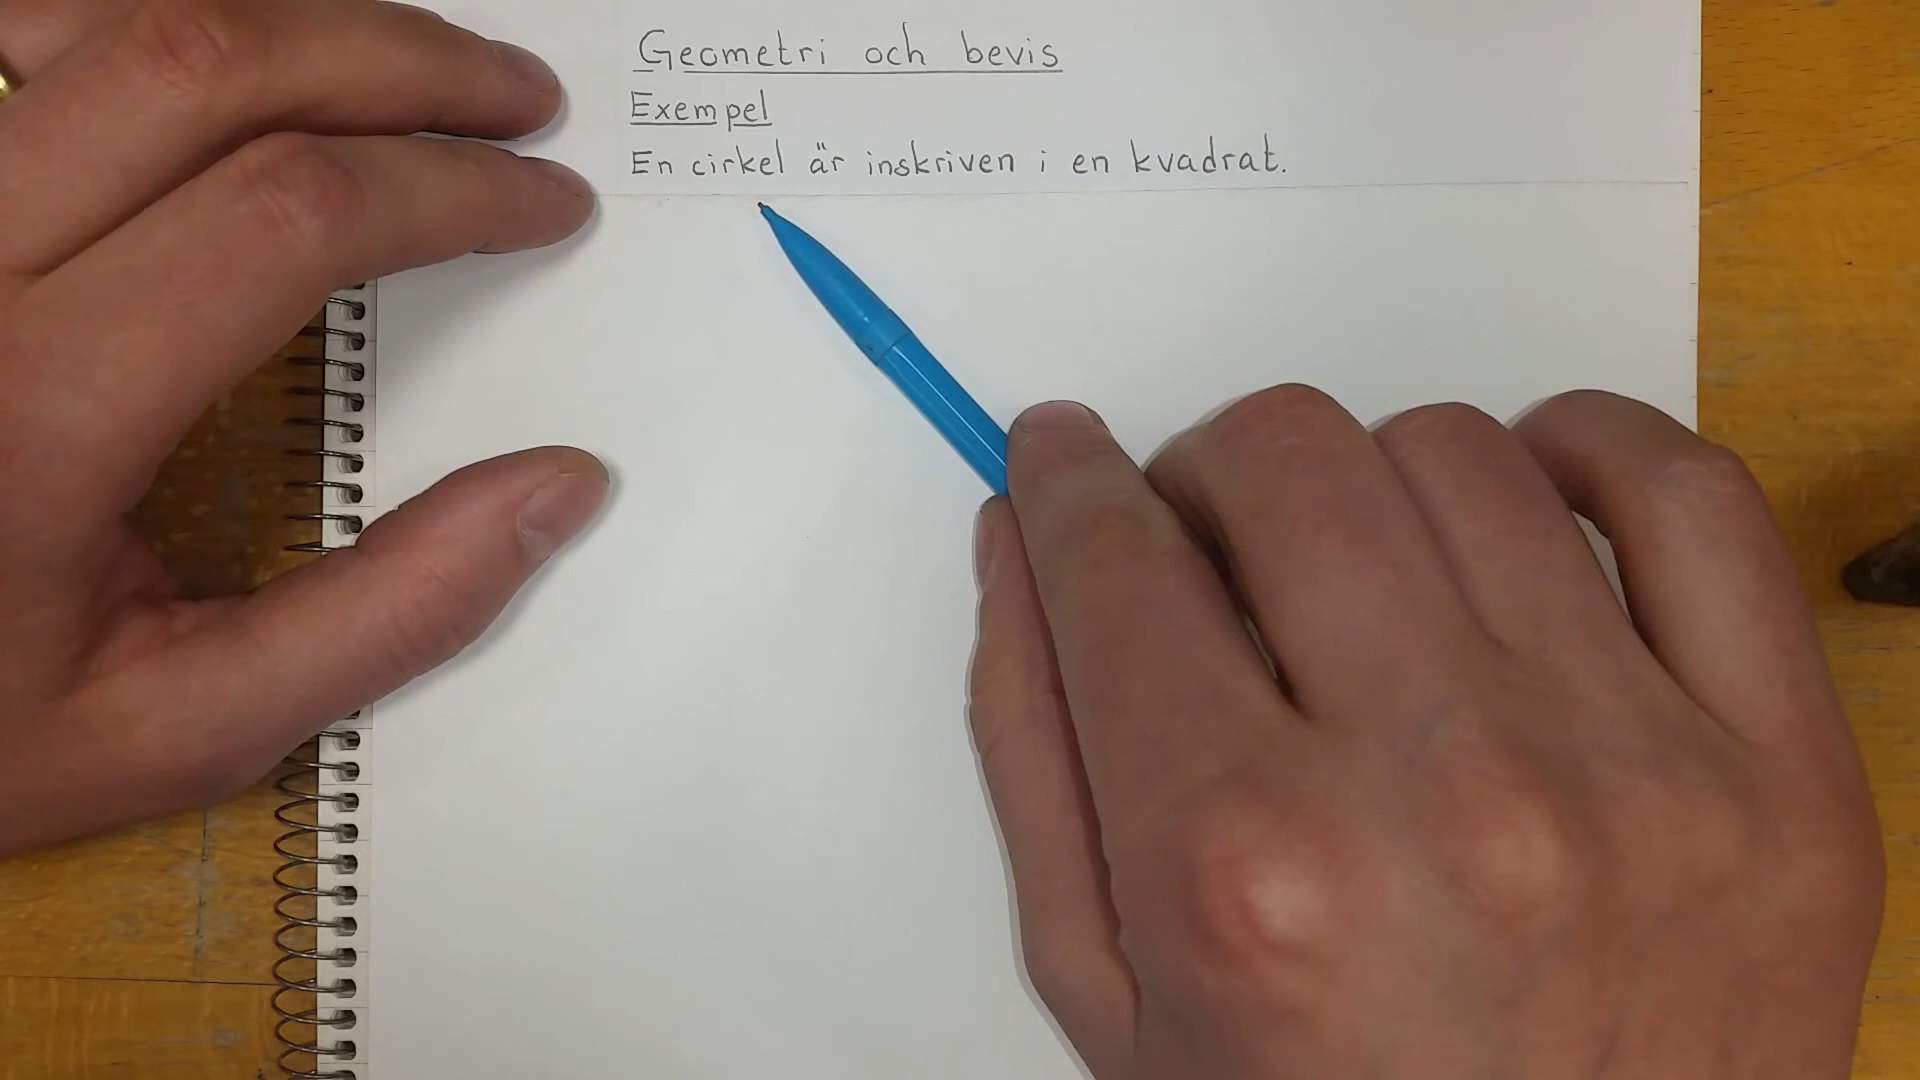 Geometri och bevis
Exempel
En cirkel är inskriven i en kvadrat.